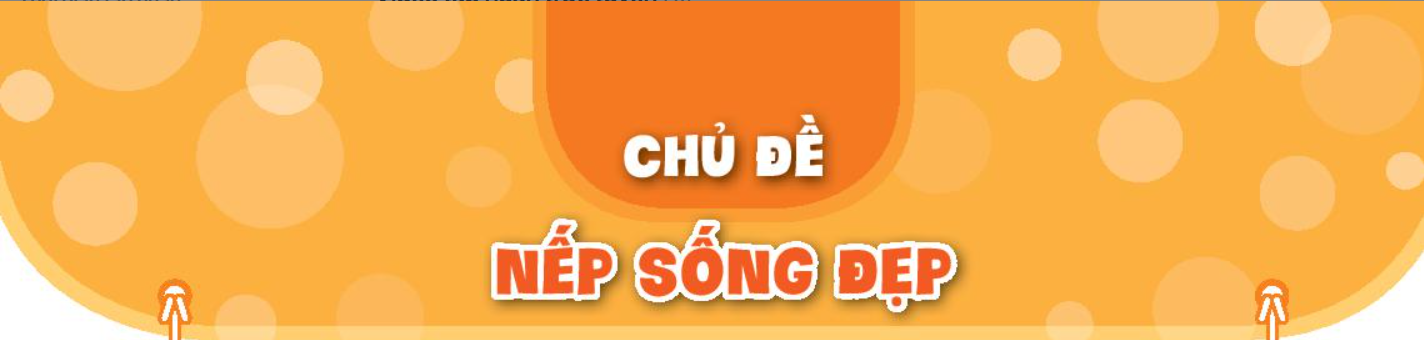 CHỦ ĐỀ
NẾP SỐNG ĐẸP